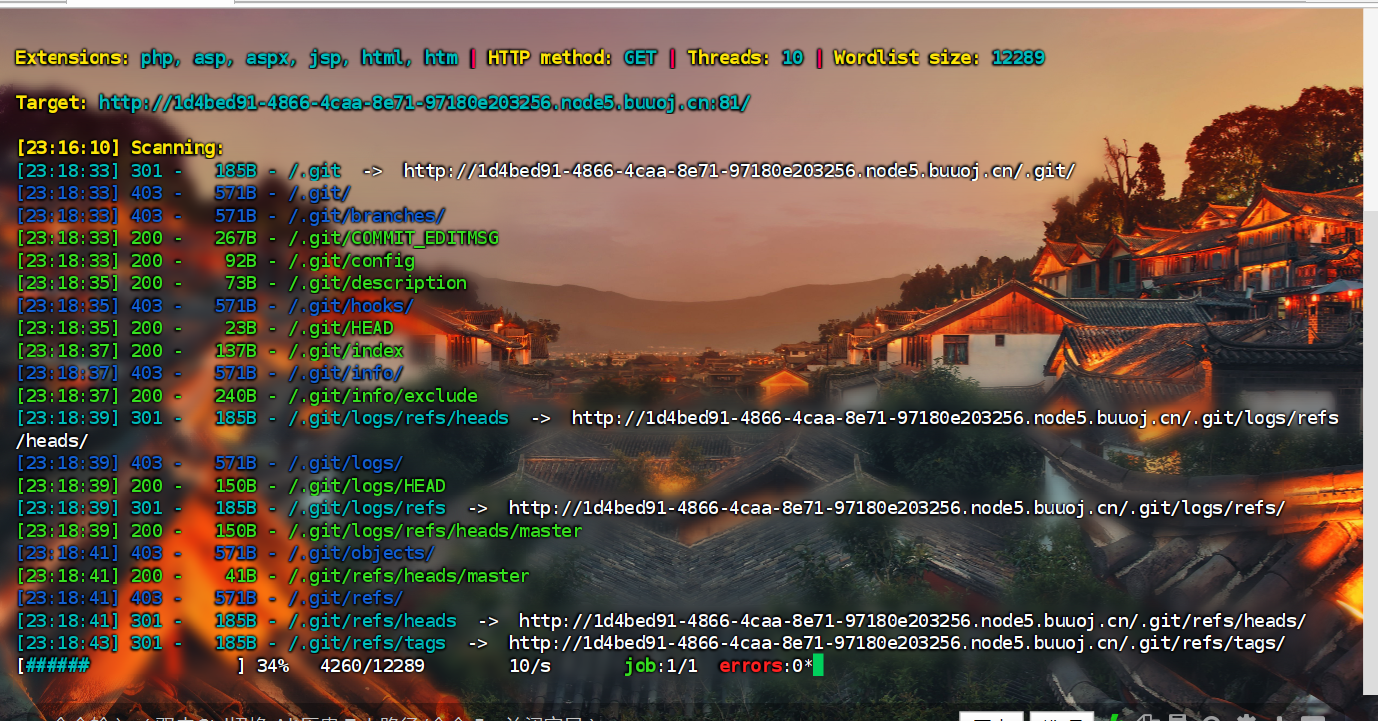 Extensions: php, asp, aspx, jsp, html, htm | HTTP method: GET | Threads: 10 | Wordlist size: 12289
Target: http://1d4bed91-4866-4caa-8e71-97180e203256.node5.buuoj.cn:81/
[23:16:10] Scanning:
[23:18:33] 301 -   185B - /.git  ->  http://1d4bed91-4866-4caa-8e71-97180e203256.node5.buuoj.cn/.git/
[23:18:33] 403 -   571B - /.git/
[23:18:33] 403 -   571B - /.git/branches/
[23:18:33] 200 -   267B - /.git/COMMIT_EDITMSG
[23:18:33] 200 -    92B - /.git/config
[23:18:35] 200 -    73B - /.git/description
[23:18:35] 403 -   571B - /.git/hooks/
[23:18:35] 200 -    23B - /.git/HEAD
[23:18:37] 200 -   137B - /.git/index
[23:18:37] 403 -   571B - /.git/info/
[23:18:37] 200 -   240B - /.git/info/exclude
[23:18:39] 301 -   185B - /.git/logs/refs/heads  ->  http://1d4bed91-4866-4caa-8e71-97180e203256.node5.buuoj.cn/.git/logs/refs
/heads/
[23:18:39] 403 -   571B - /.git/logs/
[23:18:39] 200 -   150B - /.git/logs/HEAD
[23:18:39] 301 -   185B - /.git/logs/refs  ->  http://1d4bed91-4866-4caa-8e71-97180e203256.node5.buuoj.cn/.git/logs/refs/
[23:18:39] 200 -   150B - /.git/logs/refs/heads/master
[23:18:41] 403 -   571B - /.git/objects/
[23:18:41] 200 -    41B - /.git/refs/heads/master
[23:18:41] 403 -   571B - /.git/refs/
[23:18:41] 301 -   185B - /.git/refs/heads  ->  http://1d4bed91-4866-4caa-8e71-97180e203256.node5.buuoj.cn/.git/refs/heads/
[23:18:43] 301 -   185B - /.git/refs/tags  ->  http://1d4bed91-4866-4caa-8e71-97180e203256.node5.buuoj.cn/.git/refs/tags/
[######              ] 34%   4260/12289        10/s       job:1/1  errors:0*